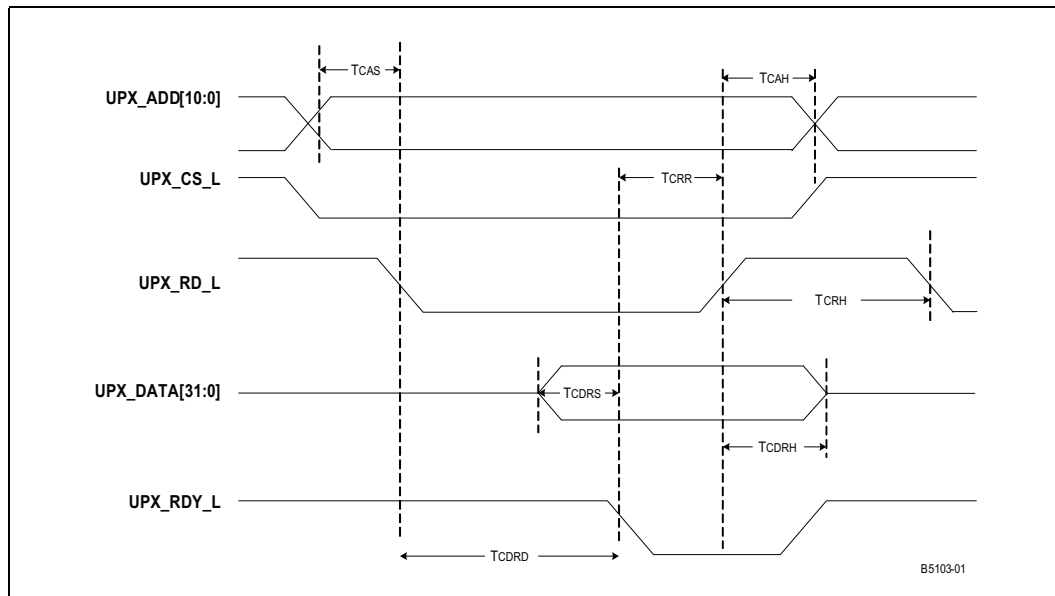 TCAS
TCAH
UPX_ADD[10:0]
UPX_CS_L
TCRR
UPX_RD_L
TCRH
UPX_DATA[31:0]
TCDRS
TCDRH
UPX_RDY_L
TCDRD
B5103-01